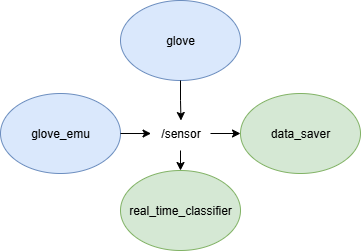 glove
glove_emu
/sensor
data_saver
real_time_classifier